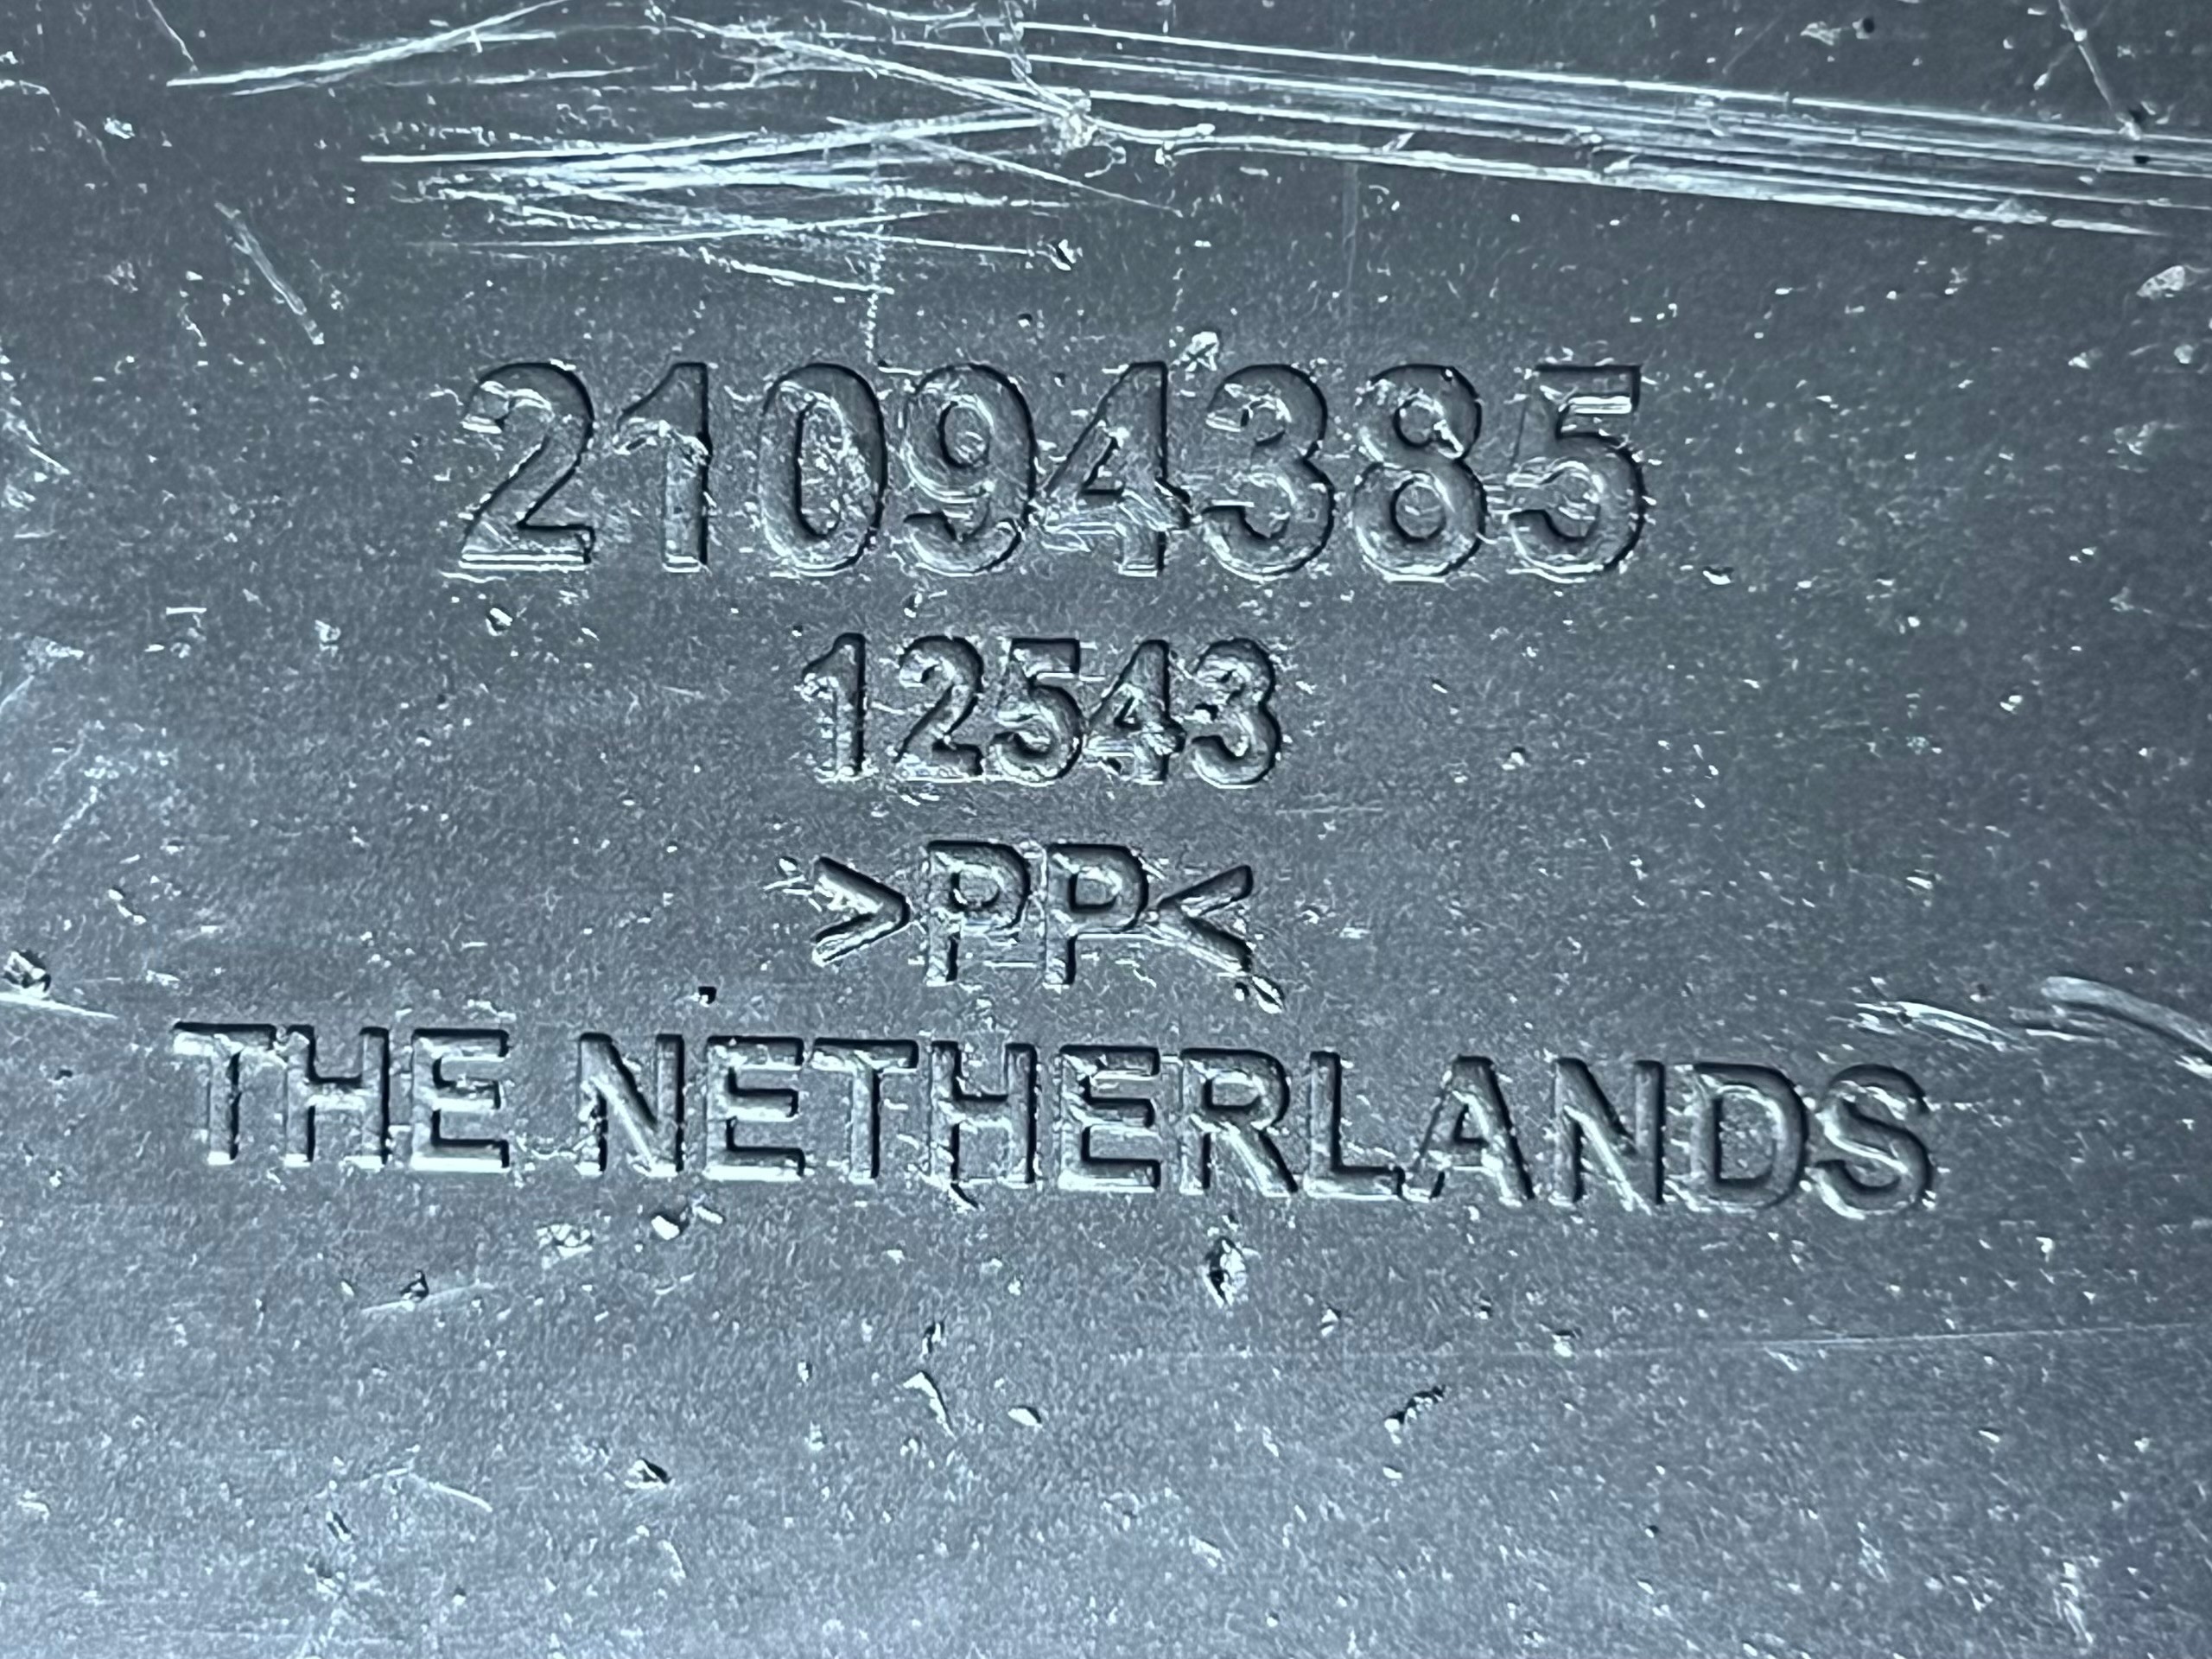 21094385
12543
>PP<
THE NETHERLANDS